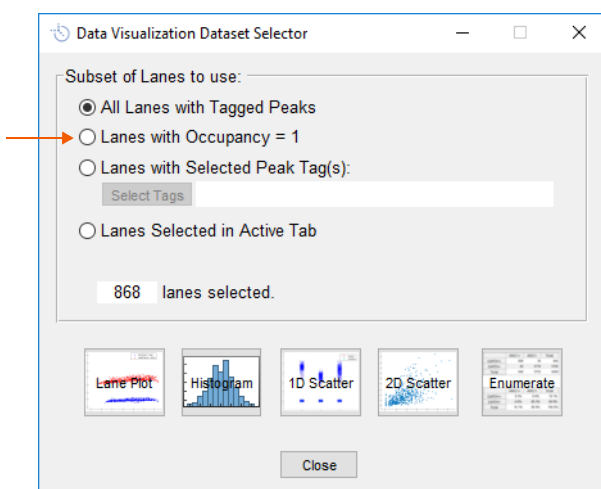 Data Visualization Dataset Selector
Subset of Lanes to use:
All Lanes with Tagged Peaks
Lanes with Occupancy = 1
Lanes with Selected Peak Tag(s):
Select Tags
Lanes Selected in Active Tab
868 lanes selected.
Lane Plot Histogram 1D Scatter 2D Scatter Enumerate
Close